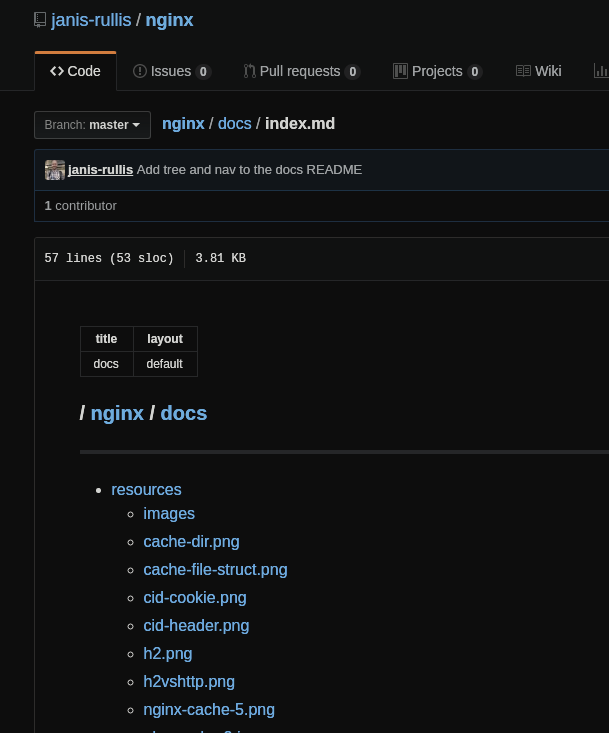 janis-rullis / nginx
Code Issues 0 Pull requests 0 Projects 0 Wiki
Branch: master nginx / docs / index.md
janis-rullis Add tree and nav to the docs README
1 contributor
57 lines (53 sloc) 3.81 KB
title layout
docs default
/ nginx / docs
resources
images
cache-dir.png
cache-file-struct.png
cid-cookie.png
cid-header.png
h2.png
h2vshttp.png
nginx-cache-5.png